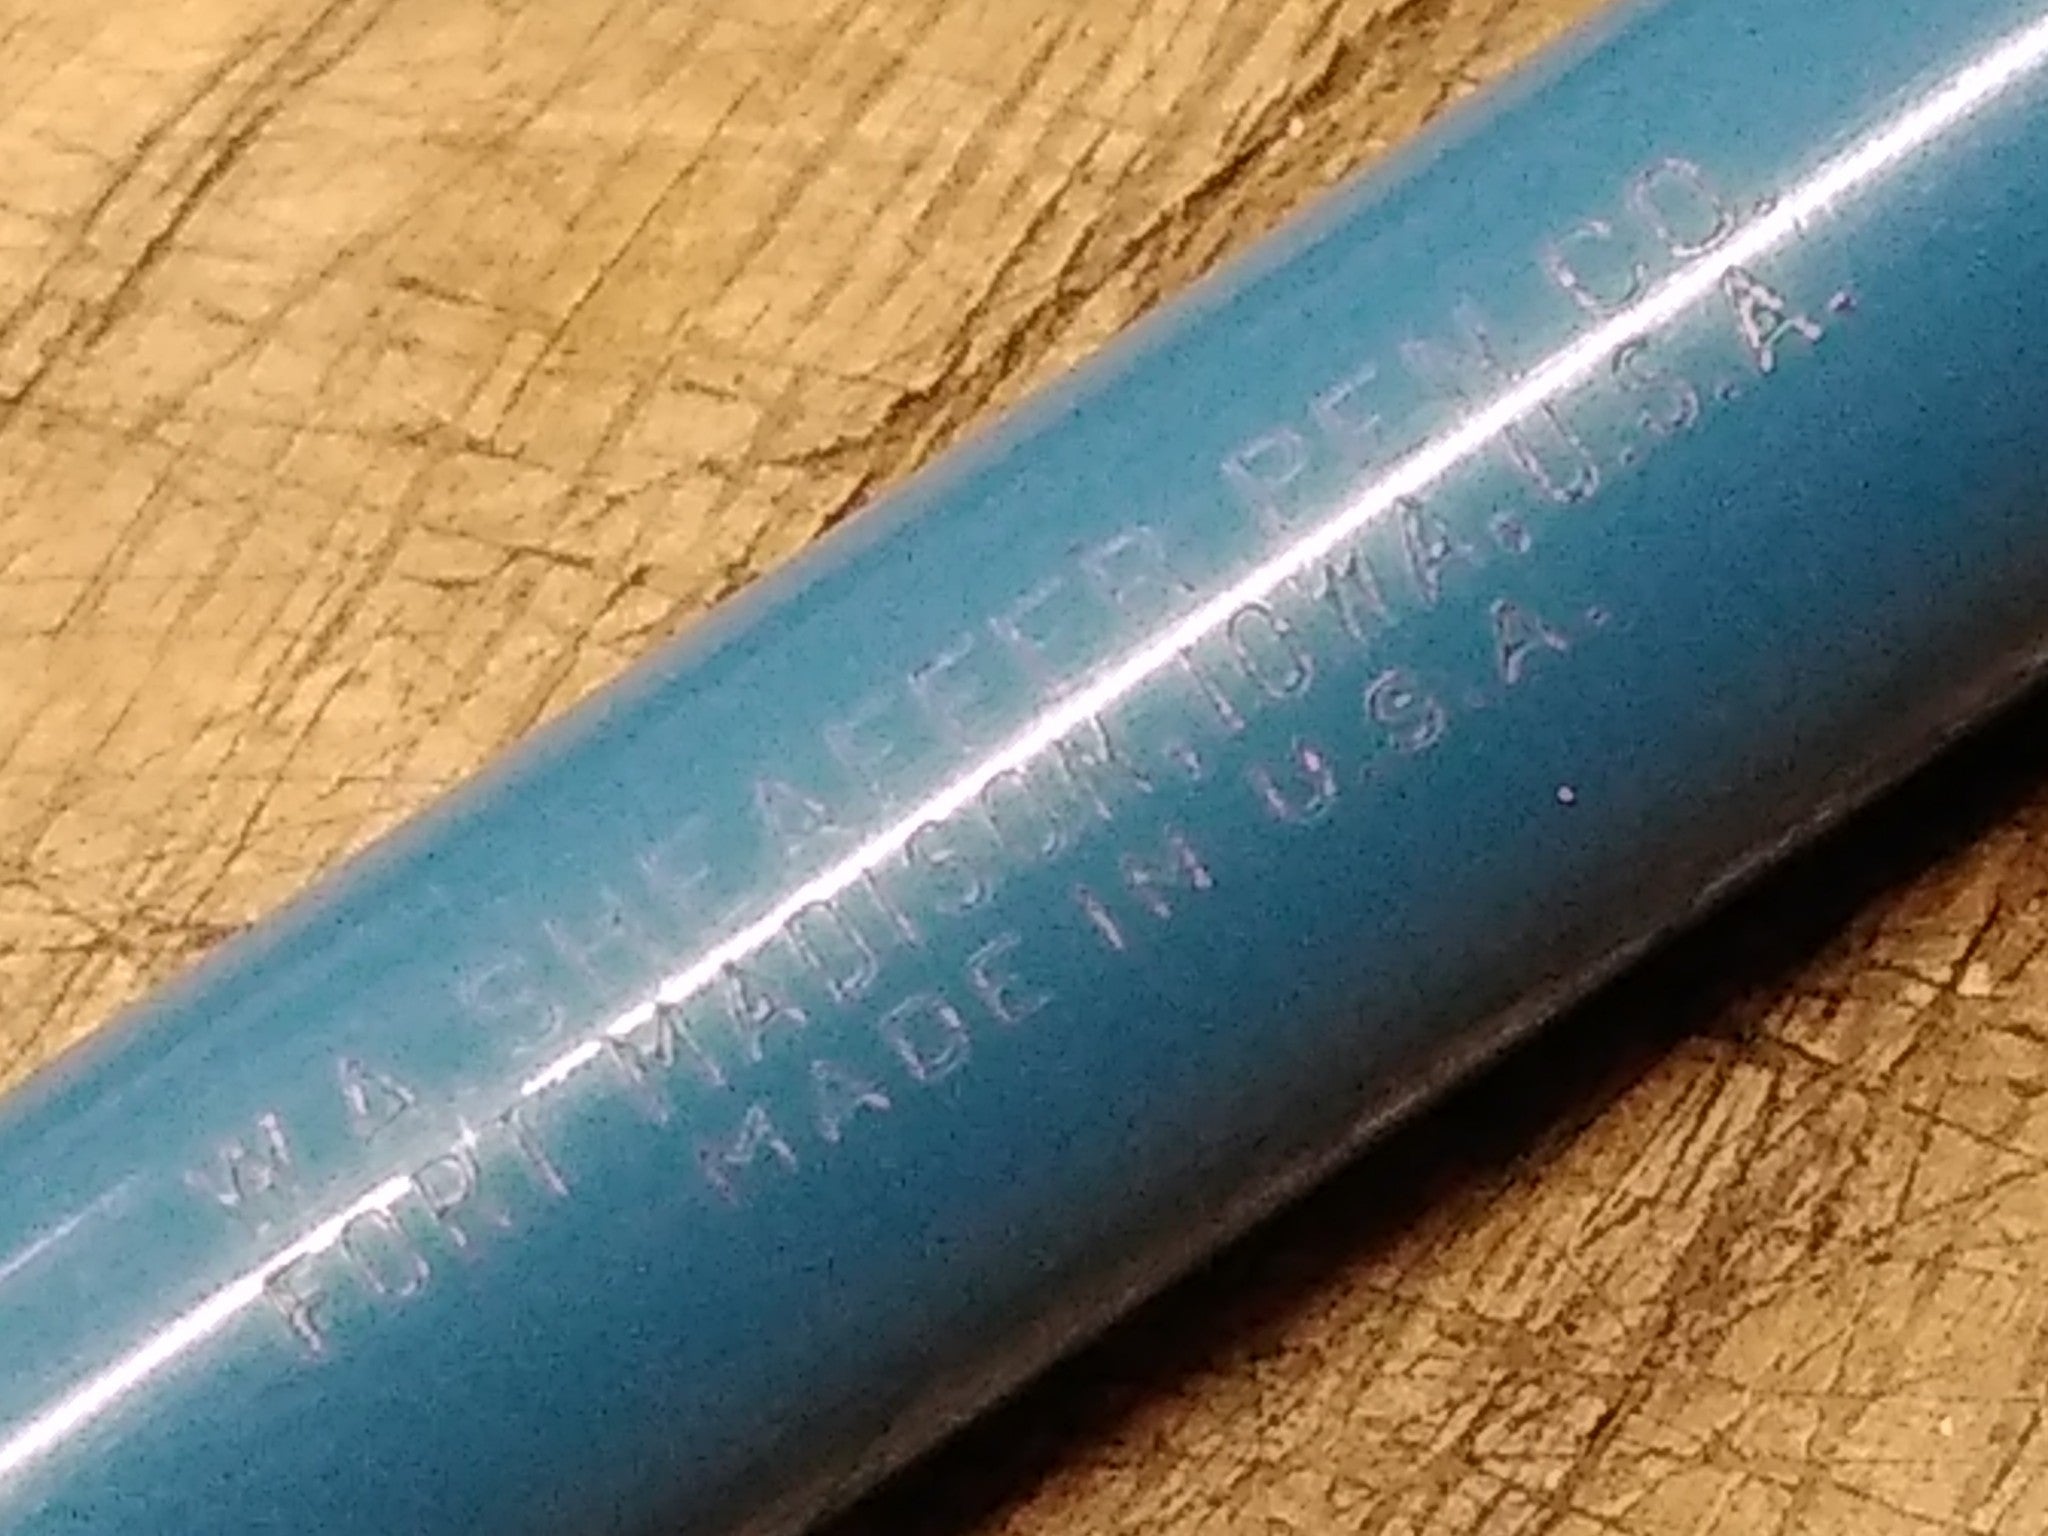 W A SHEAFFER PEN CO.
FORT MADISON, IOWA. U.S.A.
MADE IN U.S.A.